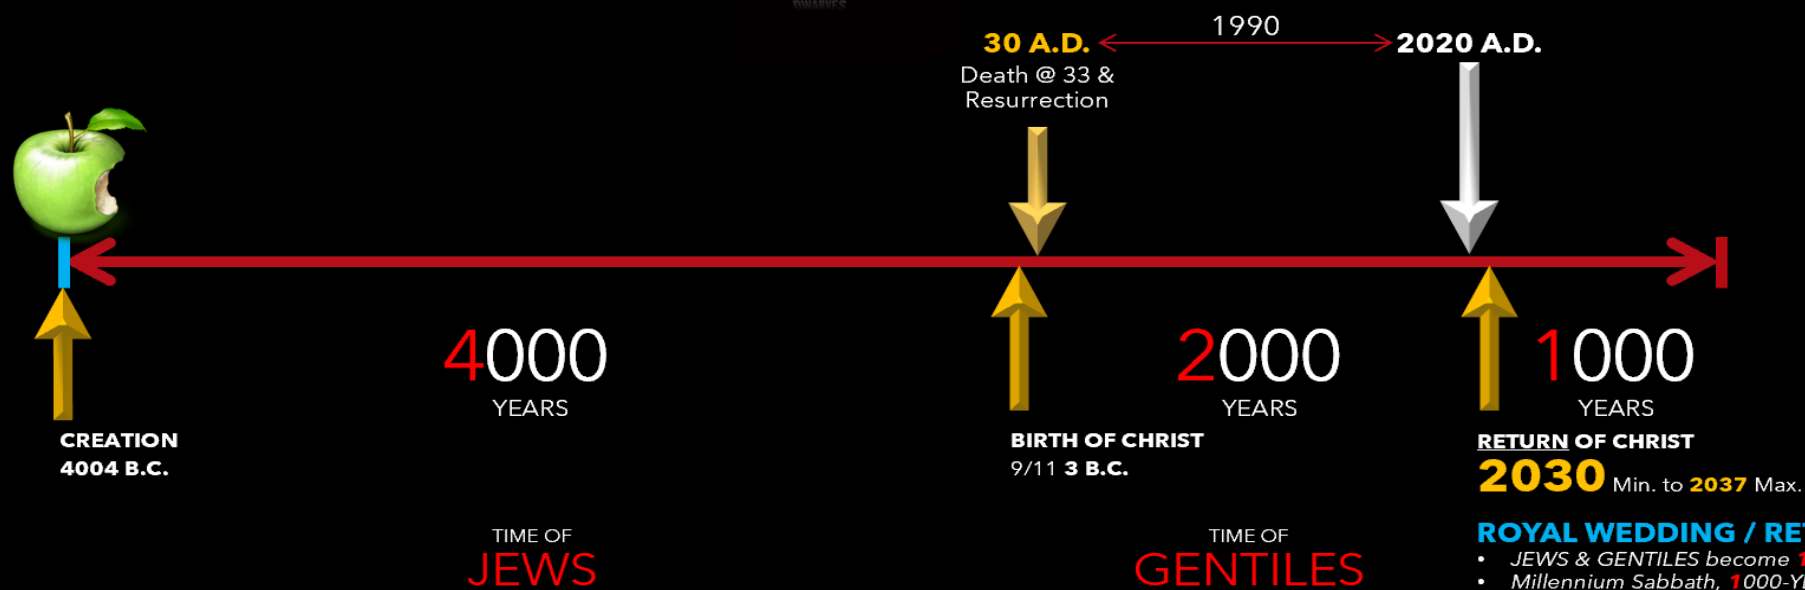 DWARVES
1990
30 A.D.
2020 A.D.
Death @ 33 &
Resurrection
4000
YEARS
2000
YEARS
1000
YEARS
CREATION
4004 B.C.
BIRTH OF CHRIST
9/11 3 B.C.
RETURN OF CHRIST
2030 Min. to 2037 Max.
TIME OF
JEWS
TIME OF
GENTILES
ROYAL WEDDING /
• JEWS & GENTILES become 1
• Millennium Sabbath,